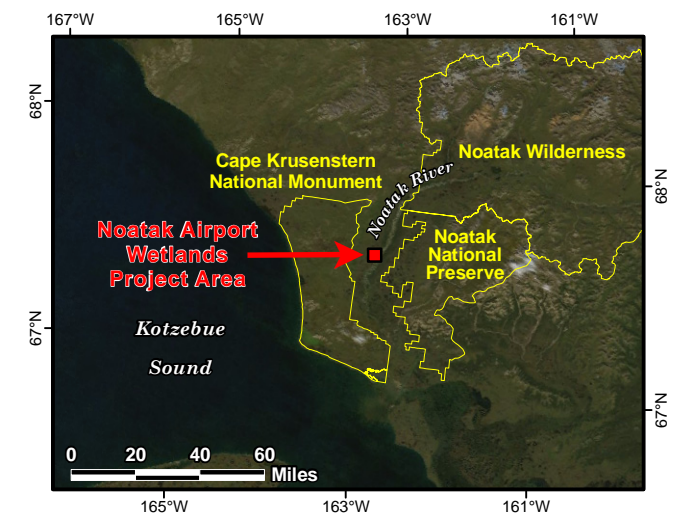 167°W 165°W 163°W 161°W
68°N
67°N
68°N
67°N
Cape Krusenstern
National Monument
Noatak Wilderness
Noatak River
Noatak Airport
Wetlands
Project Area
Noatak
National
Preserve
Kotzebue
Sound
0 20 40 60
Miles
165°W 163°W 161°W